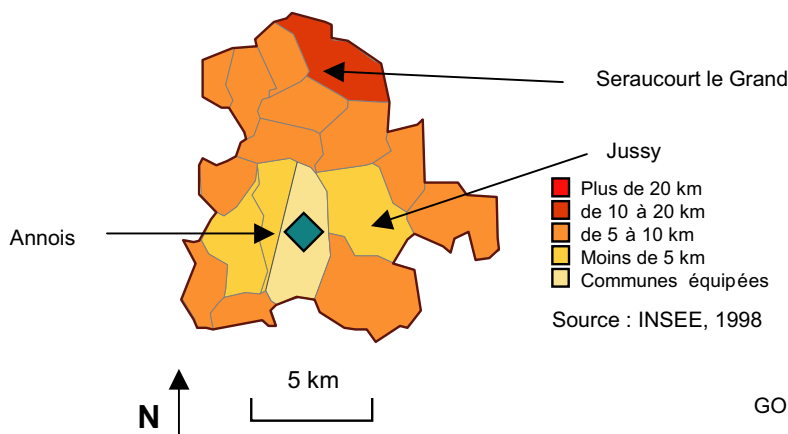 Seraucourt le Grand
Jussy
Plus de 20 km
de 10 à 20 km
de 5 à 10 km
Moins de 5 km
Communes équipées
Annois
Source : INSEE, 1998
5 km
N
GO